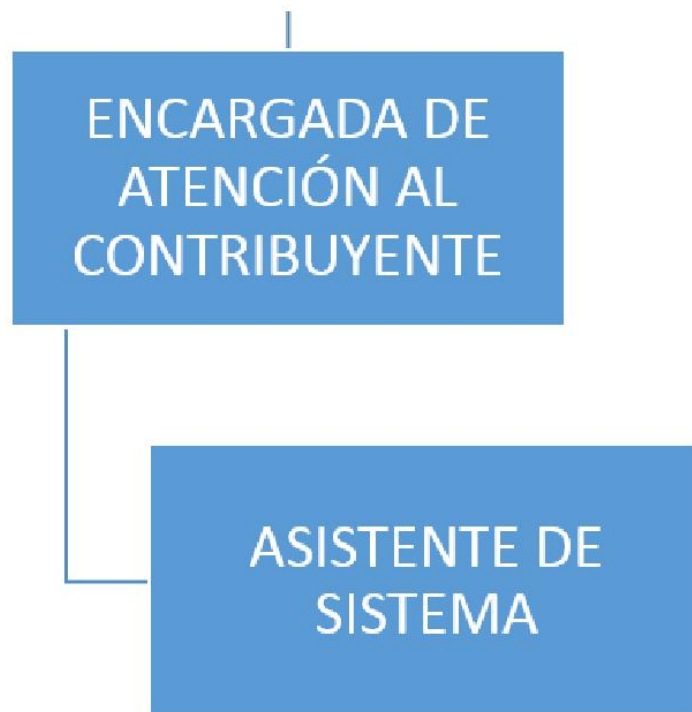 ENCARGADA DE
ATENCIÓN AL
CONTRIBUYENTE
ASISTENTE DE
SISTEMA